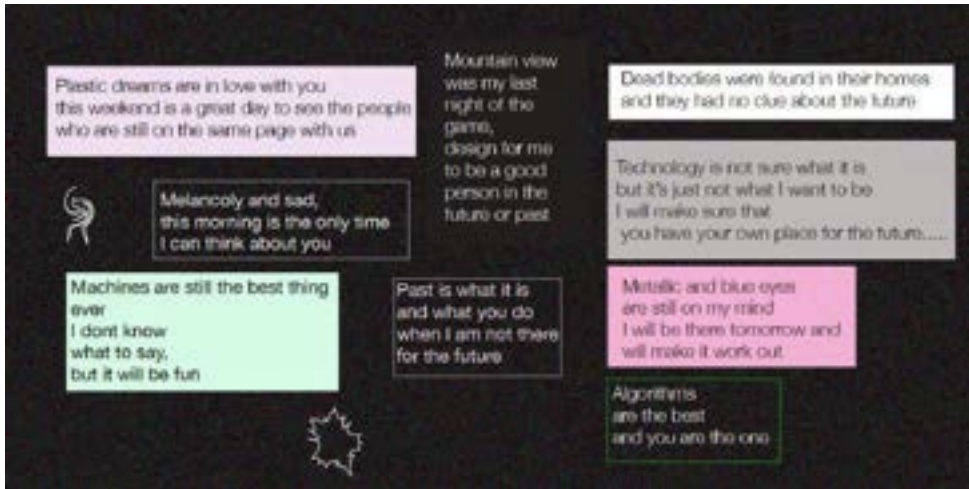 Plastic dreams are in love with you
this weekend is a great day to see the people
who are still on the same page with us
Mountain view
was my last
night of the
game,
design for me
to be a good
person in the
future or past
Dead bodies were found in their homes
and they had no clue about the future
Melancoly and sad,
this morning is the only time
I can think about you
Technology is not sure what it is
but it's just not what I want to be
I will make sure that
you have your own place for the future.....
Machines are still the best thing
ever
I dont know
what to say,
but it will be fun
Past is what it is
and what you do
when I am not there
for the future
Metallic and blue eyes
are still on my mind
I will be there tomorrow and
will make it work out
Algorithms
are the best
and you are the one